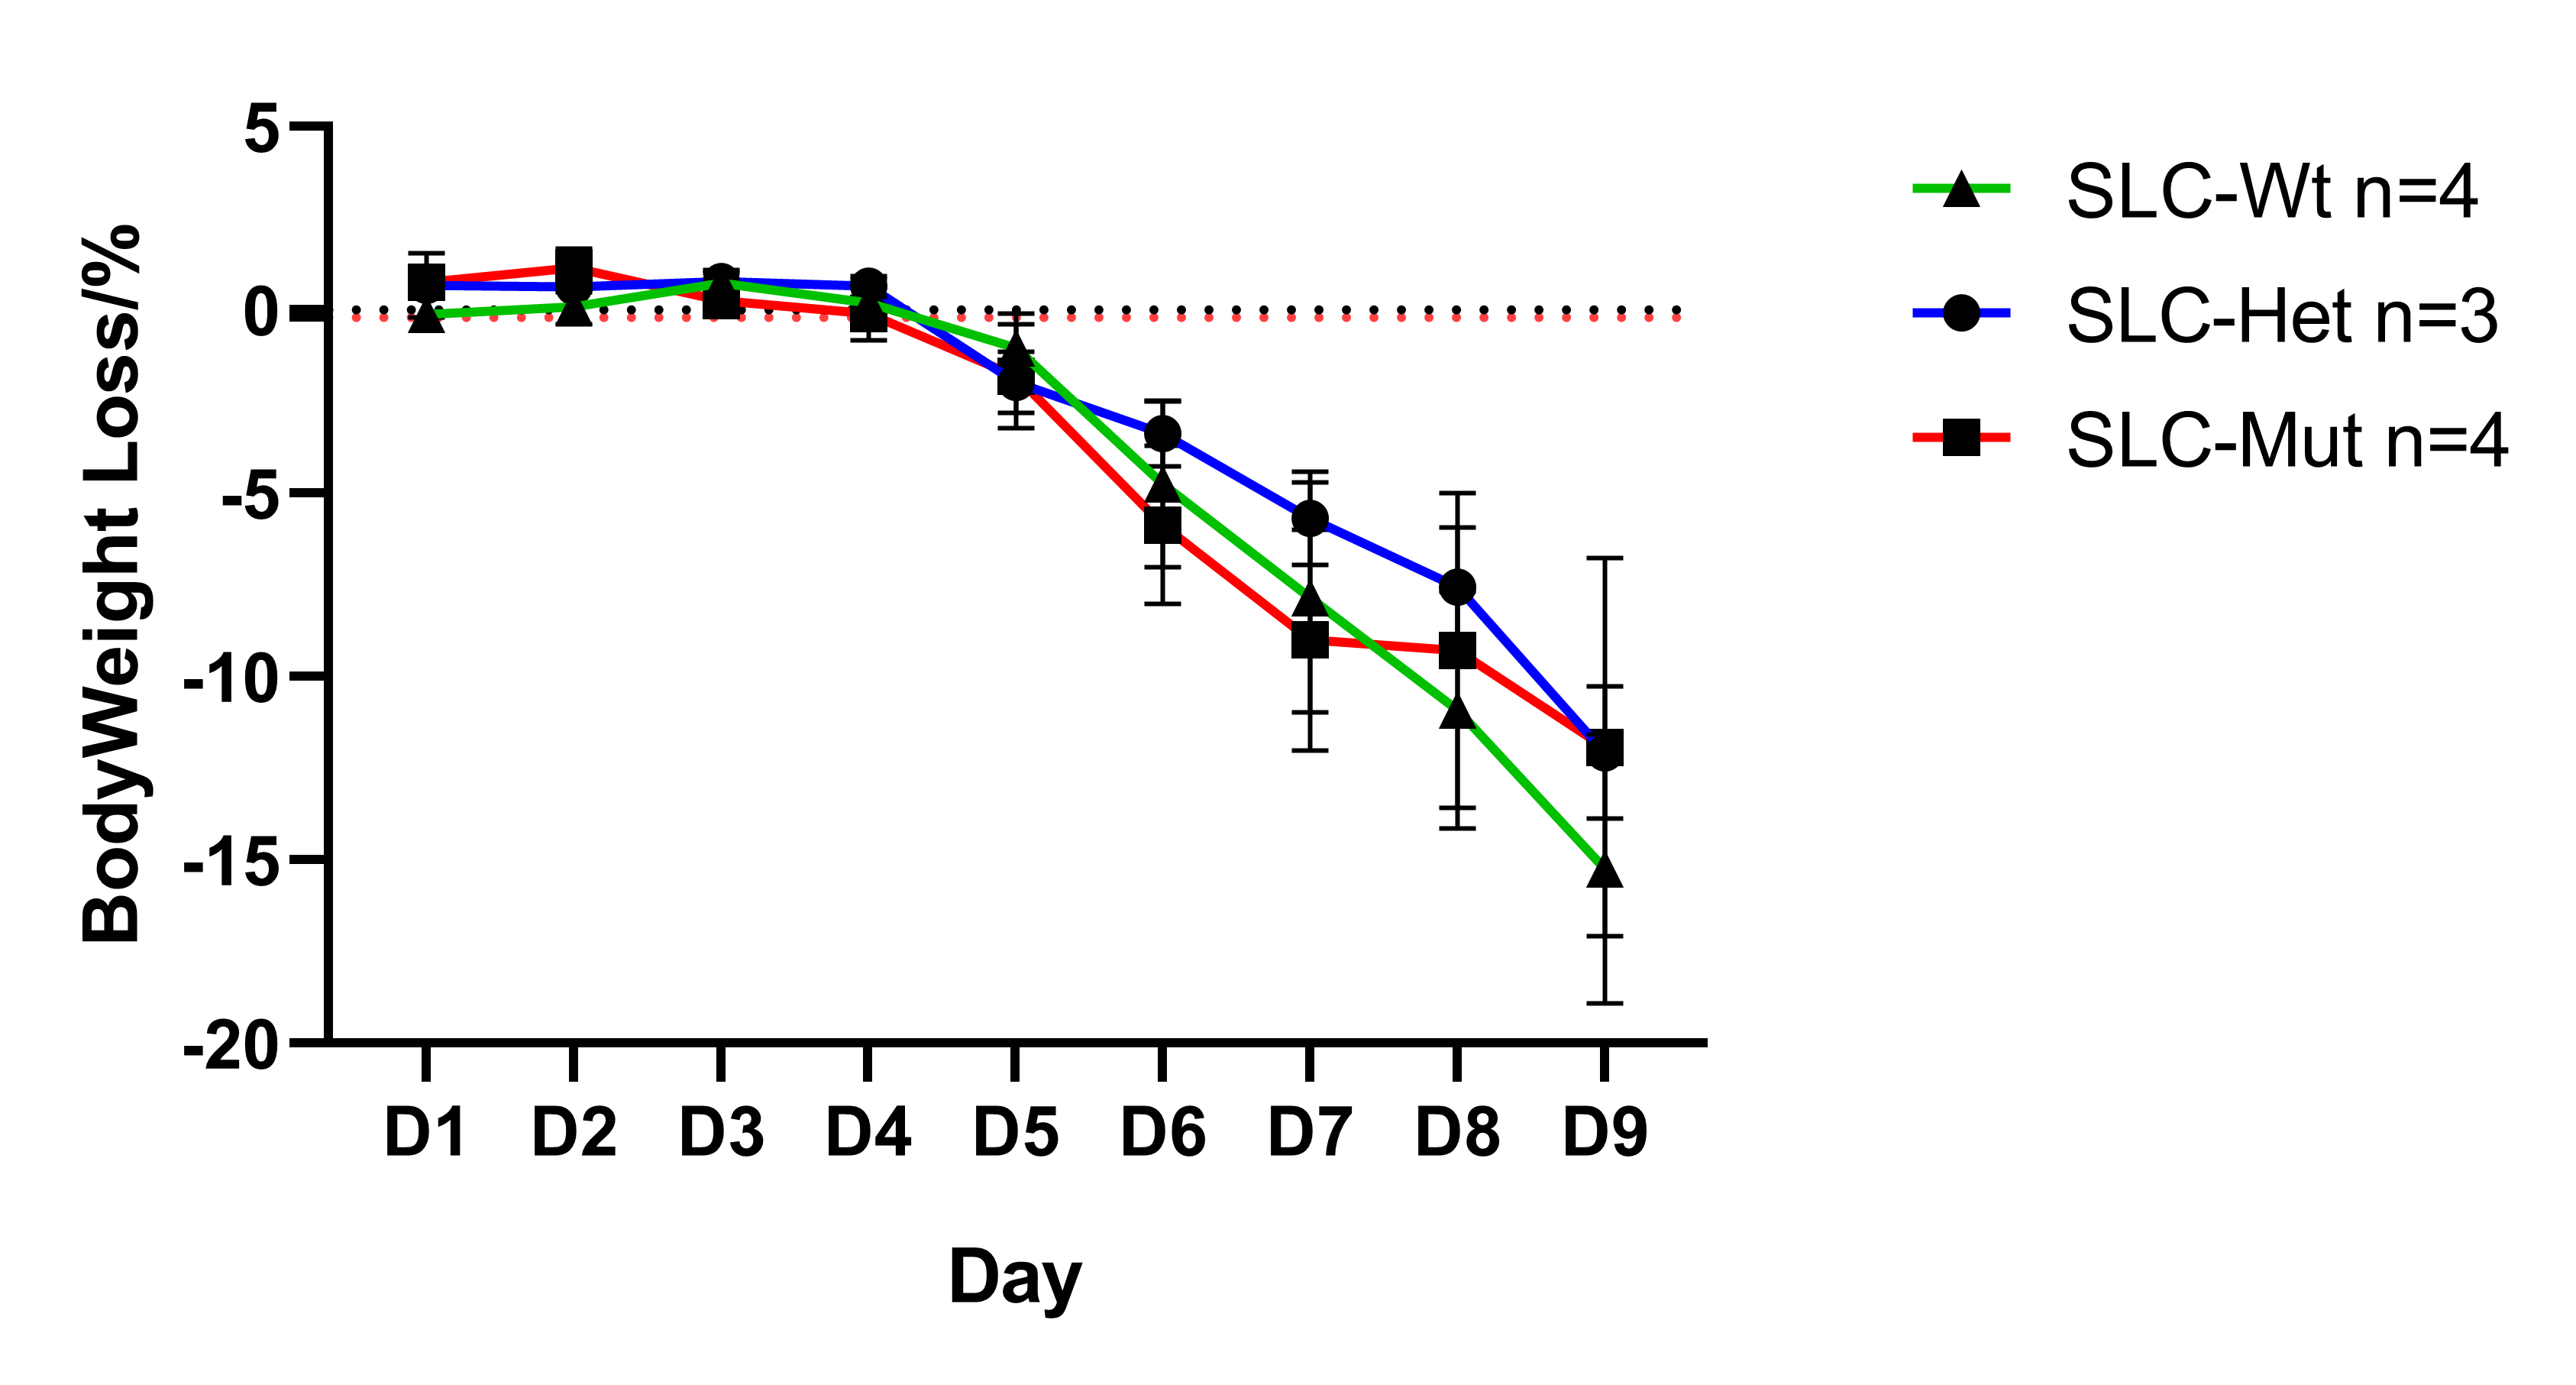 BodyWeight Loss/%
5
0
-5
-10
-15
-20
D1 D2 D3 D4 D5 D6 D7 D8 D9
Day
SLC-Wt n=4
SLC-Het n=3
SLC-Mut n=4